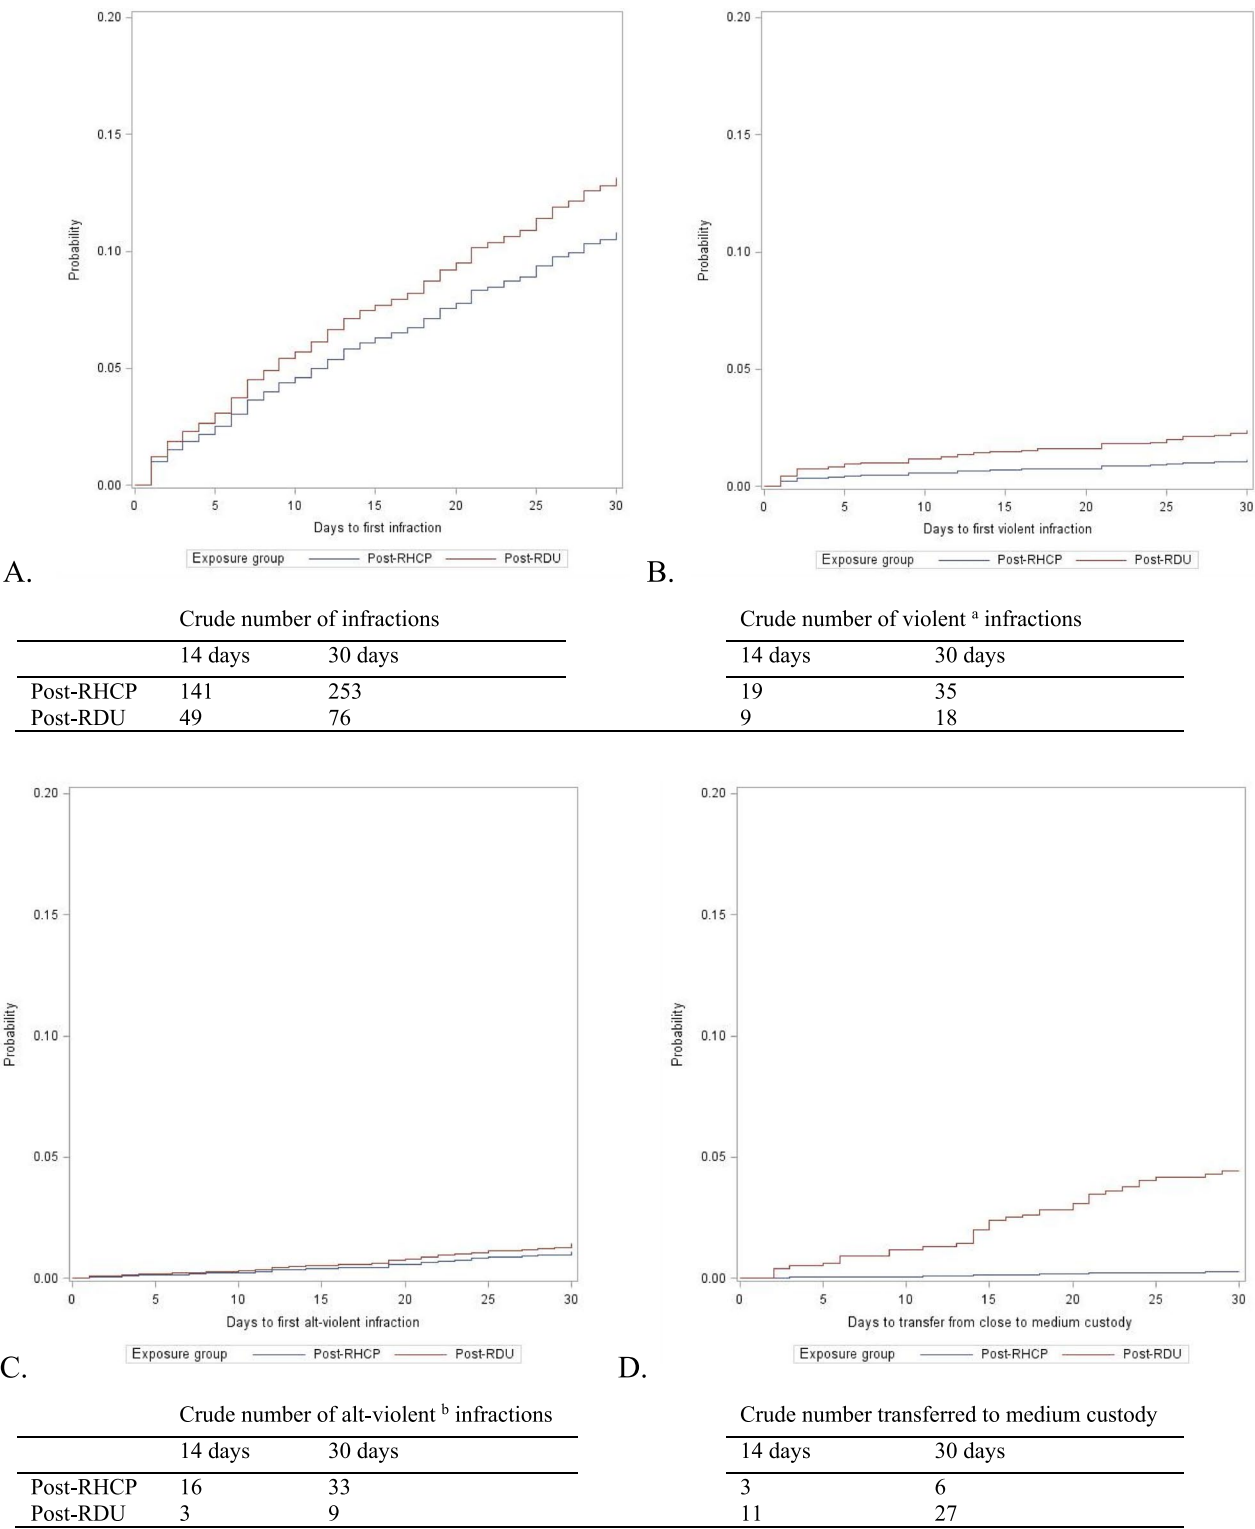 0.20
0.15
0.10
0.05
0.00
Probability
0 5 10 15 20 25 30
Days to first infraction
Exposure group Post-RHCP Post-RDU
A.
0.20
0.15
0.10
0.05
0.00
Probability
0 5 10 15 20 25 30
Days to first violent infraction
Exposure group Post-RHCP Post-RDU
B.
Crude number of infractions
14 days 30 days
Post-RHCP 141 253
Post-RDU 49 76
Crude number of violent a infractions
14 days 30 days
19 35
9 18
0.20
0.15
0.10
0.05
0.00
Probability
0 5 10 15 20 25 30
Days to first alt-violent infraction
Exposure group Post-RHCP Post-RDU
C.
0.20
0.15
0.10
0.05
0.00
Probability
0 5 10 15 20 25 30
Days to transfer from close to medium custody
Exposure group Post-RHCP Post-RDU
D.
Crude number of alt-violent b infractions
14 days 30 days
Post-RHCP 16 33
Post-RDU 3 9
Crude number transferred to medium custody
14 days 30 days
3 6
11 27